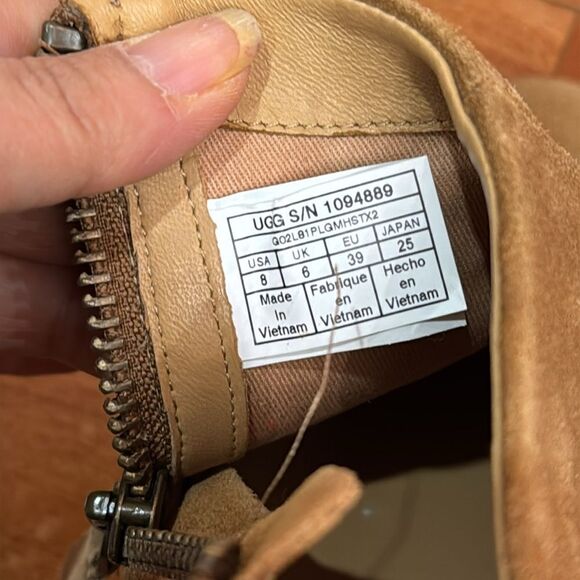 UGG S/N 1094889
G02L81PLGMHSTX2
USA UK EU JAPAN
8 6 39 25
Made Fabrique Hecho
In en en
Vietnam Vietnam Vietnam